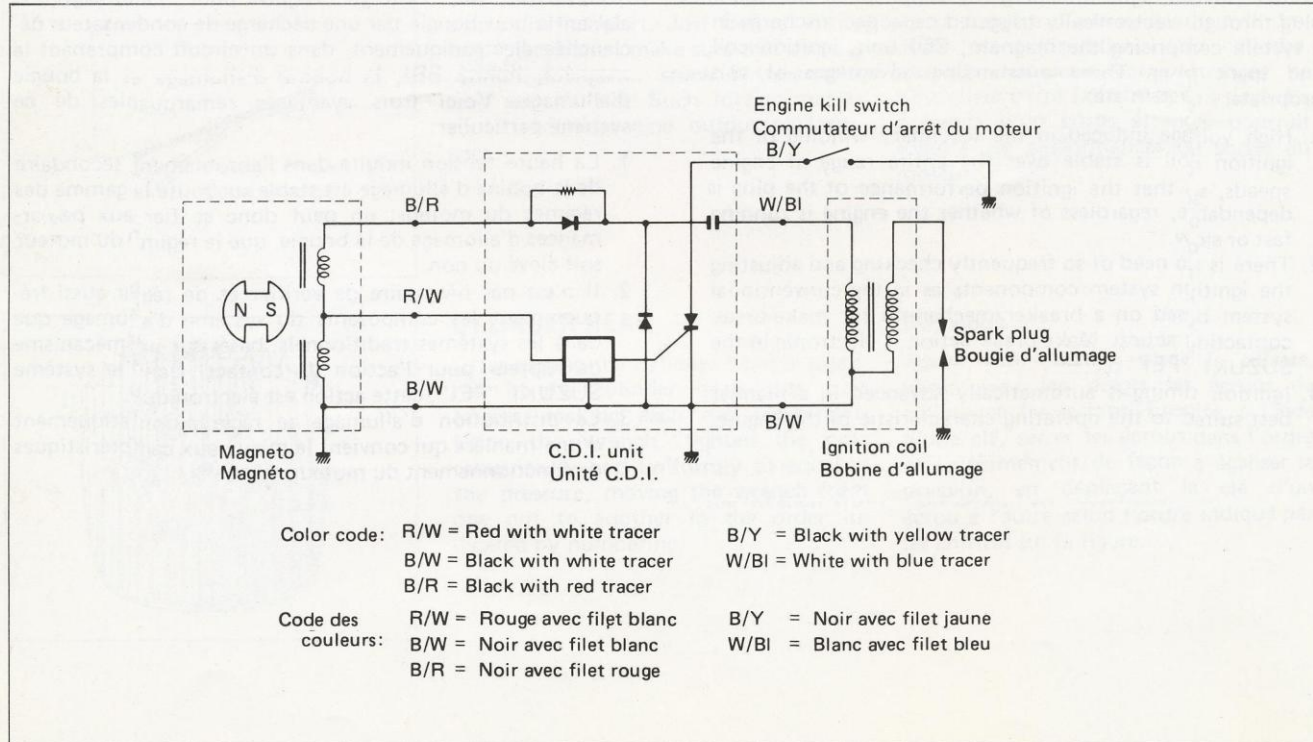 Engine kill switch
Commutateur d'arrêt du moteur
B/Y
B/R
W/Bl
R/W
N S
Spark plug
Bougie d'allumage
B/W
B/W
Magnéto
Magnéto
C.D.I. unit
Unité C.D.I.
Ignition coil
Bobine d'allumage
Color code: R/W = Red with white tracer B/Y = Black with yellow tracer
B/W = Black with white tracer W/Bl = White with blue tracer
B/R = Black with red tracer
Code des couleurs: R/W = Rouge avec filet blanc B/Y = Noir avec filet jaune
B/W = Noir avec filet blanc W/Bl = Blanc avec filet bleu
B/R = Noir avec filet rouge